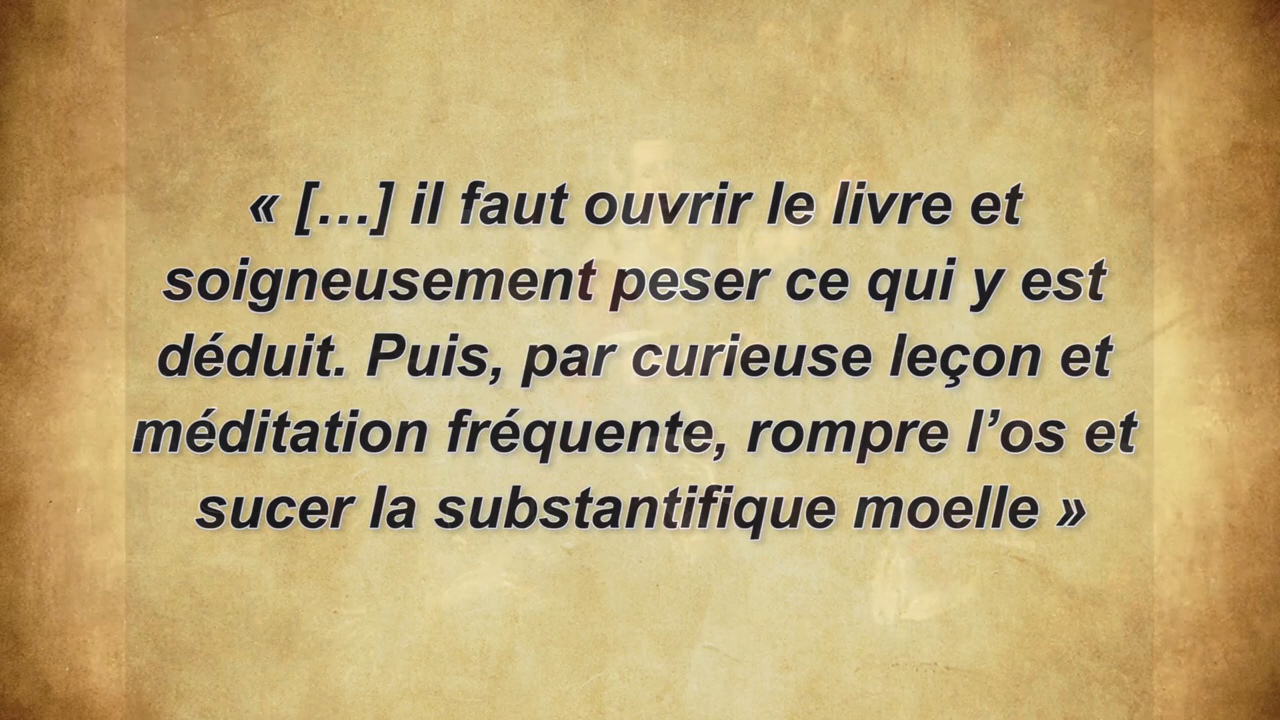 « […] il faut ouvrir le livre et
soigneusement peser ce qui y est
déduit. Puis, par curieuse leçon et
méditation fréquente, rompre l’os et
sucer la substantifique moelle »